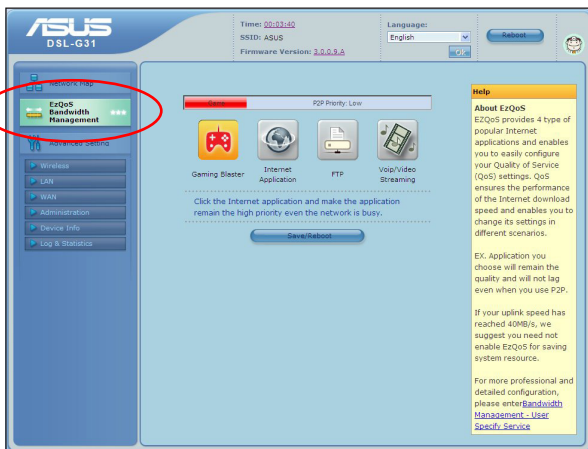 ASUS
DSL-G31
Time: 00:03:40
SSID: ASUS
Firmware Version: 3.0.0.9.A
Language:
English
Reboot
Network Map
EzQoS
Bandwidth
Management
Advanced Setting
Wireless
LAN
WAN
Administration
Device Info
Log & Statistics
Game
P2P Priority: Low
Gaming Blaster
Internet
Application
FTP
Voip/Video
Streaming
Click the Internet application and make the application
remain the high priority even the network is busy.
Save/Reboot
Help
About EzQoS
EZQoS provides 4 type of
popular Internet
applications and enables
you to easily configure
your Quality of Service
(QoS) settings. QoS
ensures the performance
of the Internet download
speed and enables you to
change its settings in
different scenarios.
EX. Application you
choose will remain the
quality and will not lag
even when you use P2P.
If your uplink speed has
reached 40MB/s, we
suggest you need not
enable EzQoS for saving
system resource.
For more professional and
detailed configuration,
please enterBandwidth
Management - User
Specify Service